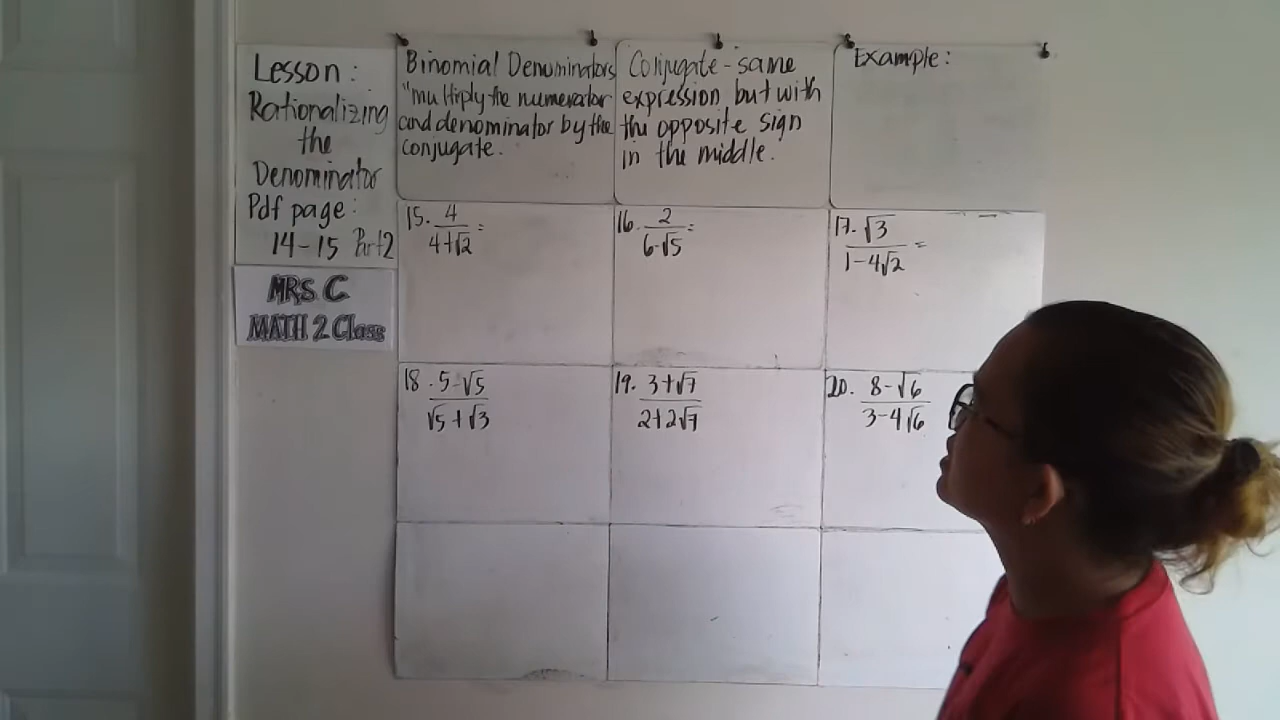 Lesson:
Rationalizing
the
Denominator
Pdf page:
14-15 Part 2
MRS C
MATH 2 Class
Binomial Denominators
"multiply the numerator
and denominator by the
conjugate.
Conjugate - same
expression but with
the opposite sign
in the middle.
Example:
15. 4
4+√2 =
16. 2
6-√5 =
17. √3
1-4√2 =
18. 5-√5
√5+√3
19. 3+√7
2+2√7
20. 8-√6
3-4√6